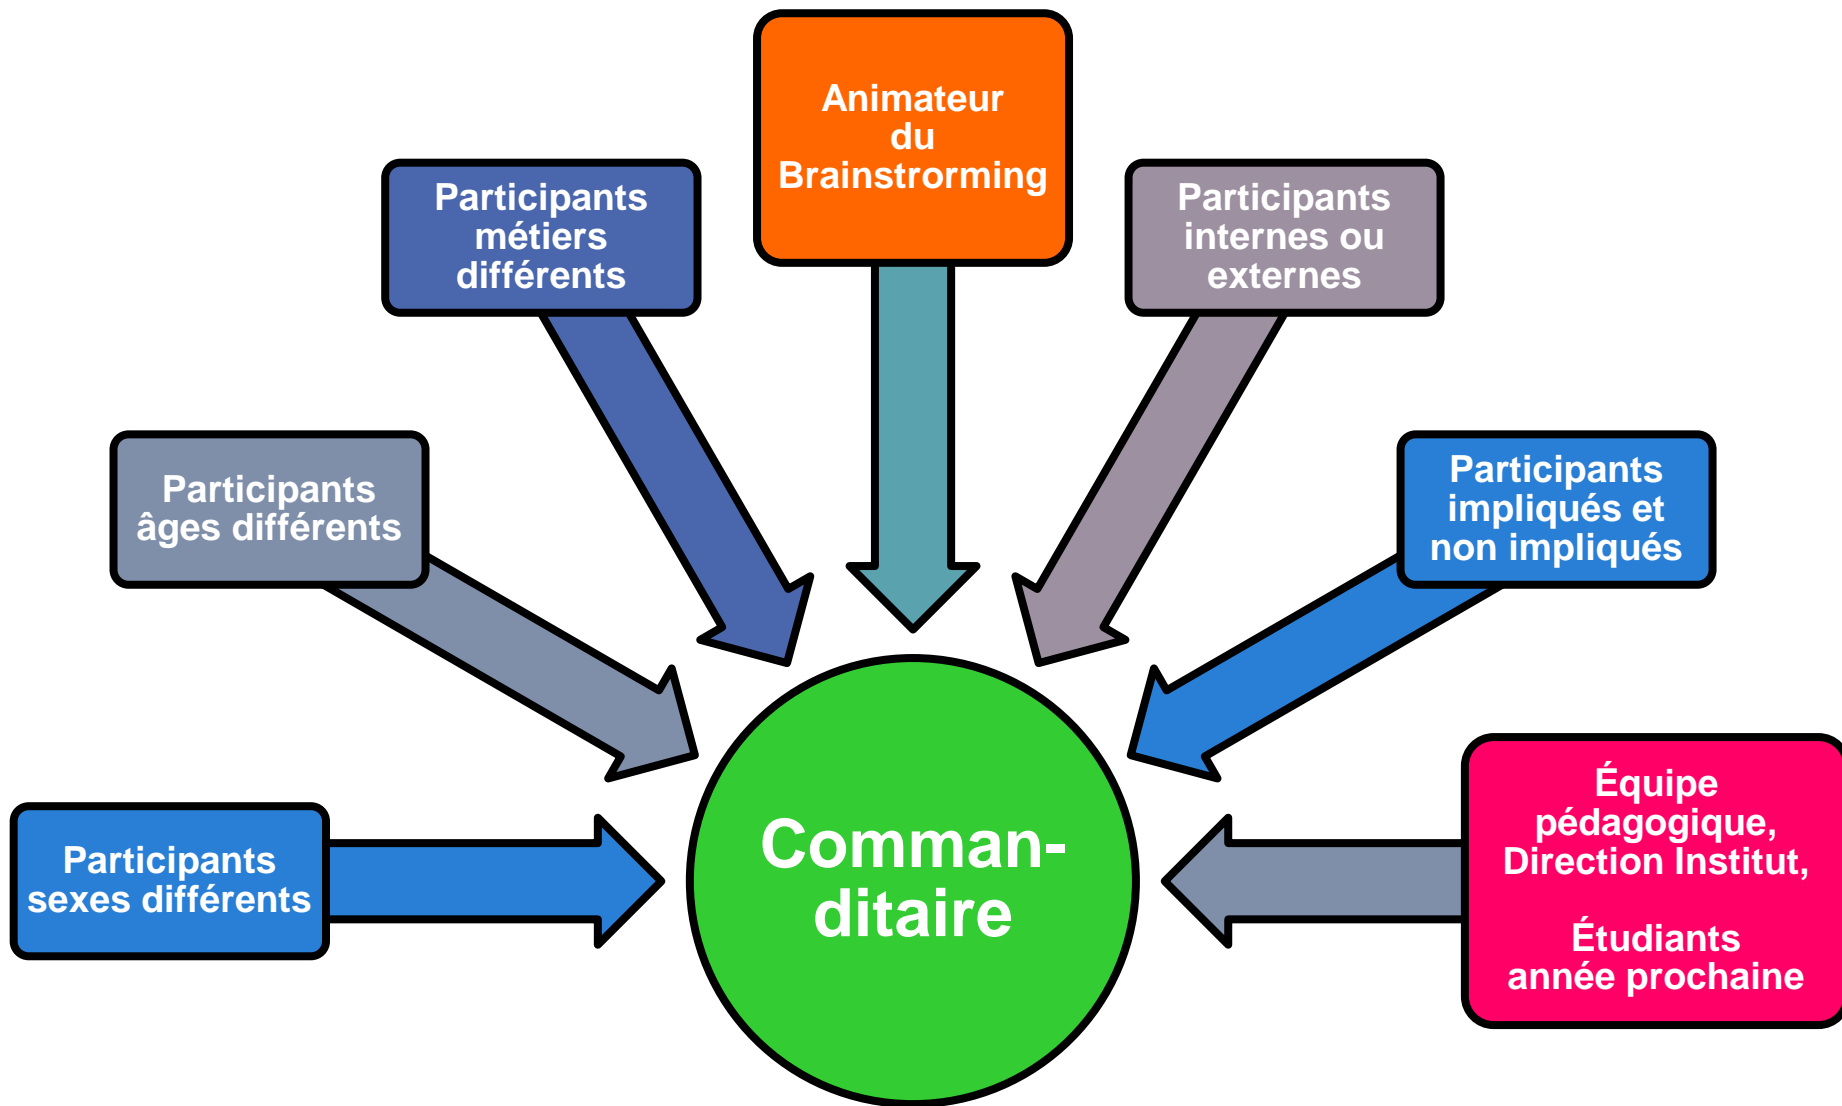 Animateur
du
Brainstrorming
Participants
métiers
différents
Participants
internes ou
externes
Participants
âges différents
Participants
impliqués et
non impliqués
Participants
sexes différents
Comman-
ditaire
Équipe
pédagogique,
Direction Institut,
Étudiants
année prochaine